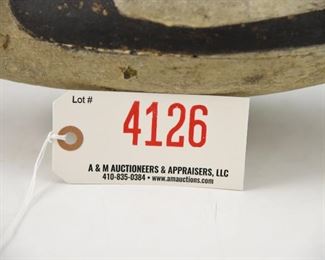 Lot #
4126
A & M AUCTIONEERS & APPRAISERS, LLC
410-835-0384 • www.amauctions.com